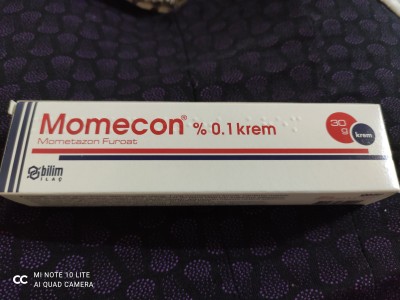 Momecon® % 0.1 krem
Mometazon Furoat
30 g
krem
bilim
İLAÇ
MI NOTE 10 LITE
AI QUAD CAMERA